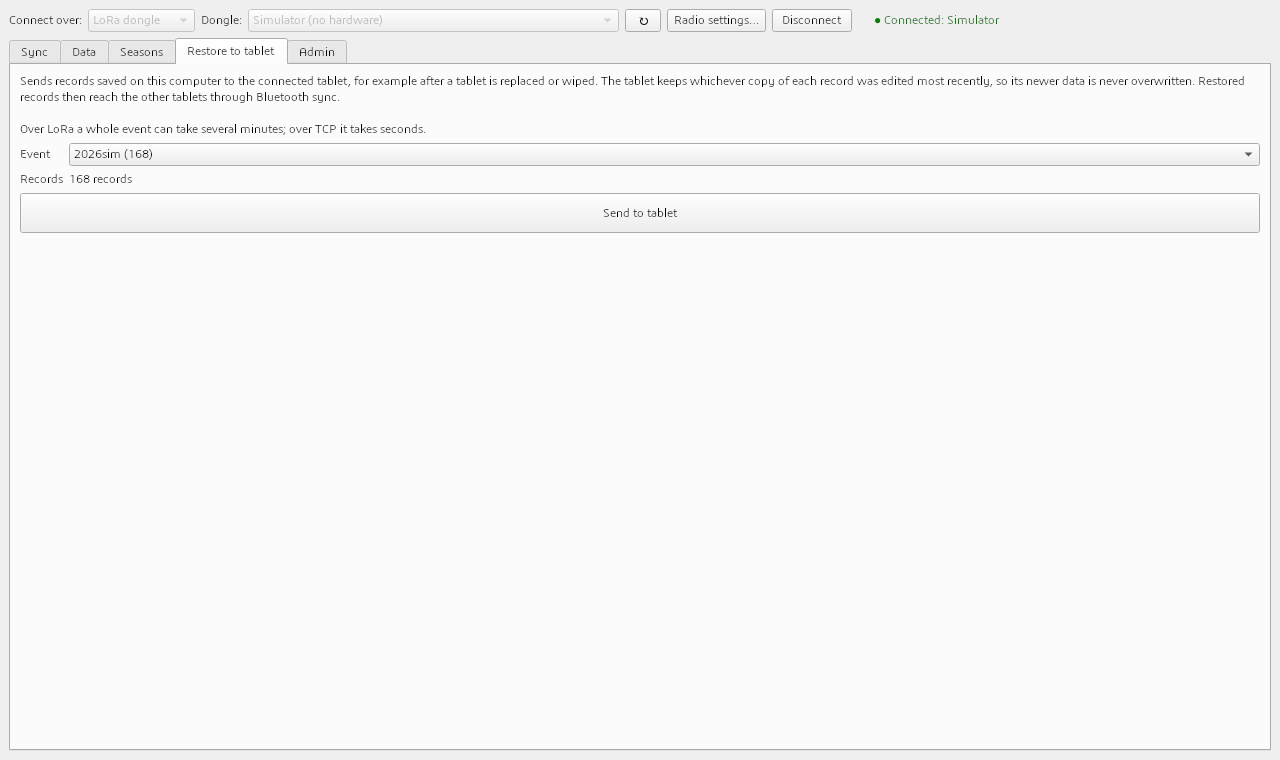 Connect over: LoRa dongle Dongle: Simulator (no hardware) ↻ Radio settings... Disconnect ● Connected: Simulator
Sync Data Seasons Restore to tablet Admin
Sends records saved on this computer to the connected tablet, for example after a tablet is replaced or wiped. The tablet keeps whichever copy of each record was edited most recently, so its newer data is never overwritten. Restored
records then reach the other tablets through Bluetooth sync.
Over LoRa a whole event can take several minutes; over TCP it takes seconds.
Event 2026sim (168)
Records 168 records
Send to tablet